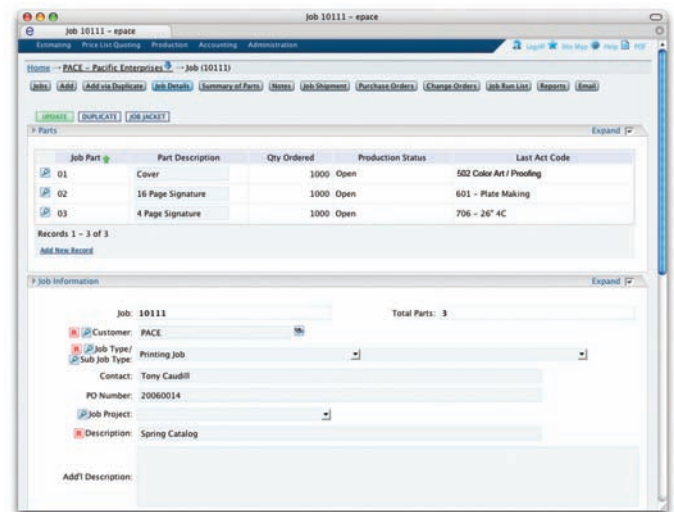 Job 10111 – epace
Job 10111 – epace
Estimating Price List Quoting Production Accounting Administration Logoff Site Map Help PDF
Home → PACE – Pacific Enterprises → Job (10111)
Jobs Add Add via Duplicate Job Details Summary of Parts Notes Job Shipment Purchase Orders Change Orders Job Run List Reports Email
UPDATE DUPLICATE JOB JACKET
Parts Expand
Job Part Part Description Qty Ordered Production Status Last Act Code
01 Cover 1000 Open 502 Color Art / Proofing
02 16 Page Signature 1000 Open 601 – Plate Making
03 4 Page Signature 1000 Open 706 – 26" 4C
Records 1 – 3 of 3
Add New Record
Job Information Expand
Job: 10111 Total Parts: 3
R Customer: PACE
R Job Type/
Sub Job Type: Printing Job
Contact: Tony Caudill
PO Number: 20060014
Job Project:
R Description: Spring Catalog
Add'l Description: